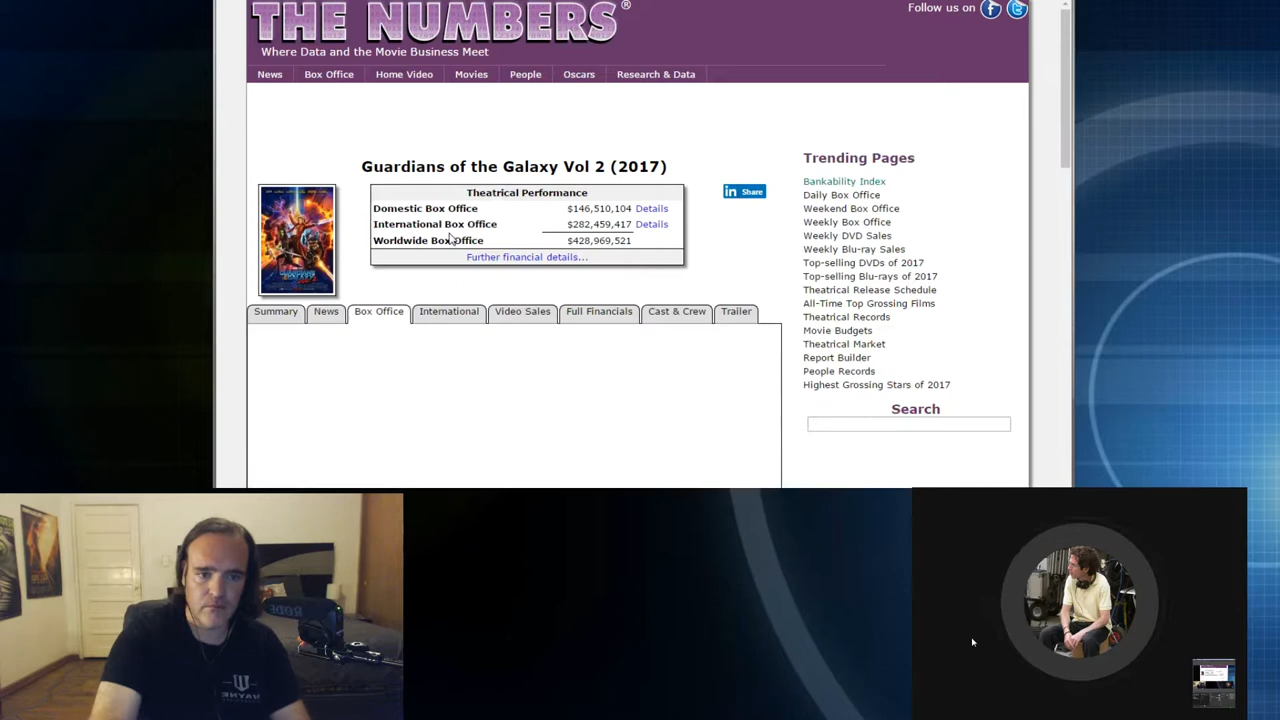 THE NUMBERS®
Follow us on
Where Data and the Movie Business Meet
News Box Office Home Video Movies People Oscars Research & Data
Guardians of the Galaxy Vol 2 (2017)
Theatrical Performance
Domestic Box Office $146,510,104 Details
International Box Office $282,459,417 Details
Worldwide Box Office $428,969,521
Further financial details...
in Share
Summary News Box Office International Video Sales Full Financials Cast & Crew Trailer
Trending Pages
Bankability Index
Daily Box Office
Weekend Box Office
Weekly Box Office
Weekly DVD Sales
Weekly Blu-ray Sales
Top-selling DVDs of 2017
Top-selling Blu-rays of 2017
Theatrical Release Schedule
All-Time Top Grossing Films
Theatrical Records
Movie Budgets
Theatrical Market
Report Builder
People Records
Highest Grossing Stars of 2017
Search
RODE
WAYNE